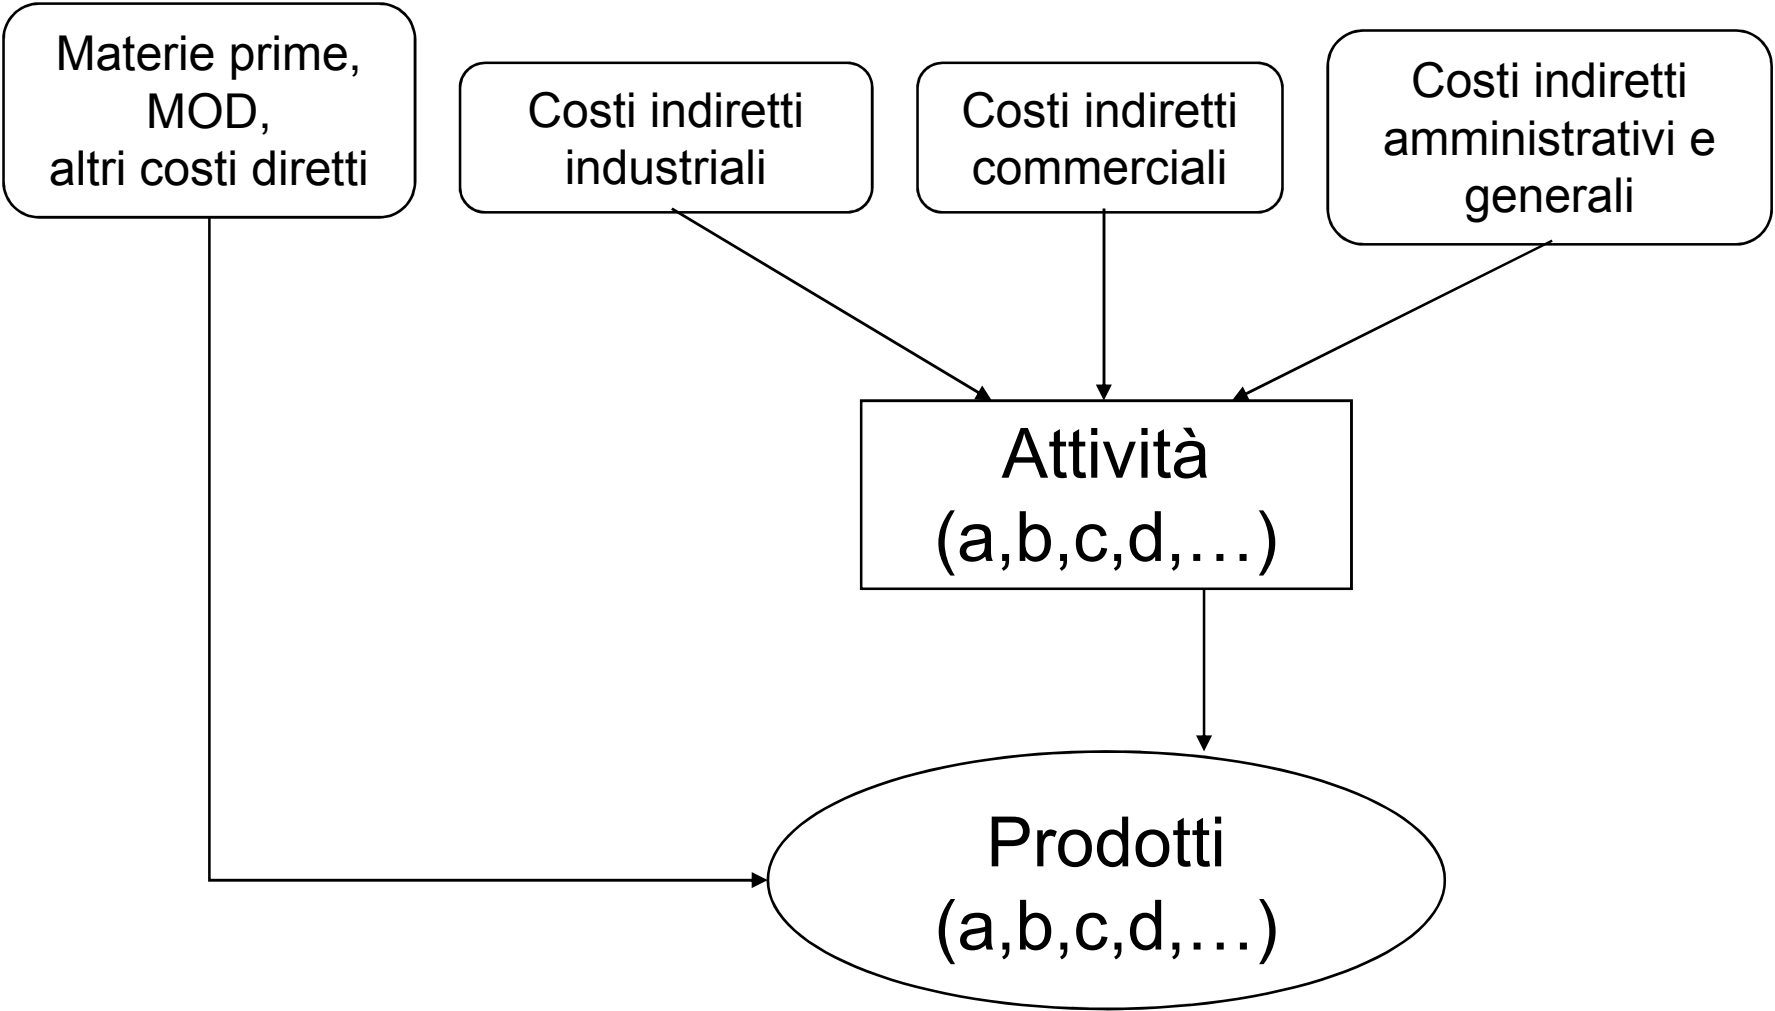 Materie prime,
MOD,
altri costi diretti
Costi indiretti
industriali
Costi indiretti
commerciali
Costi indiretti
amministrativi e
generali
Attività
(a,b,c,d,…)
Prodotti
(a,b,c,d,…)